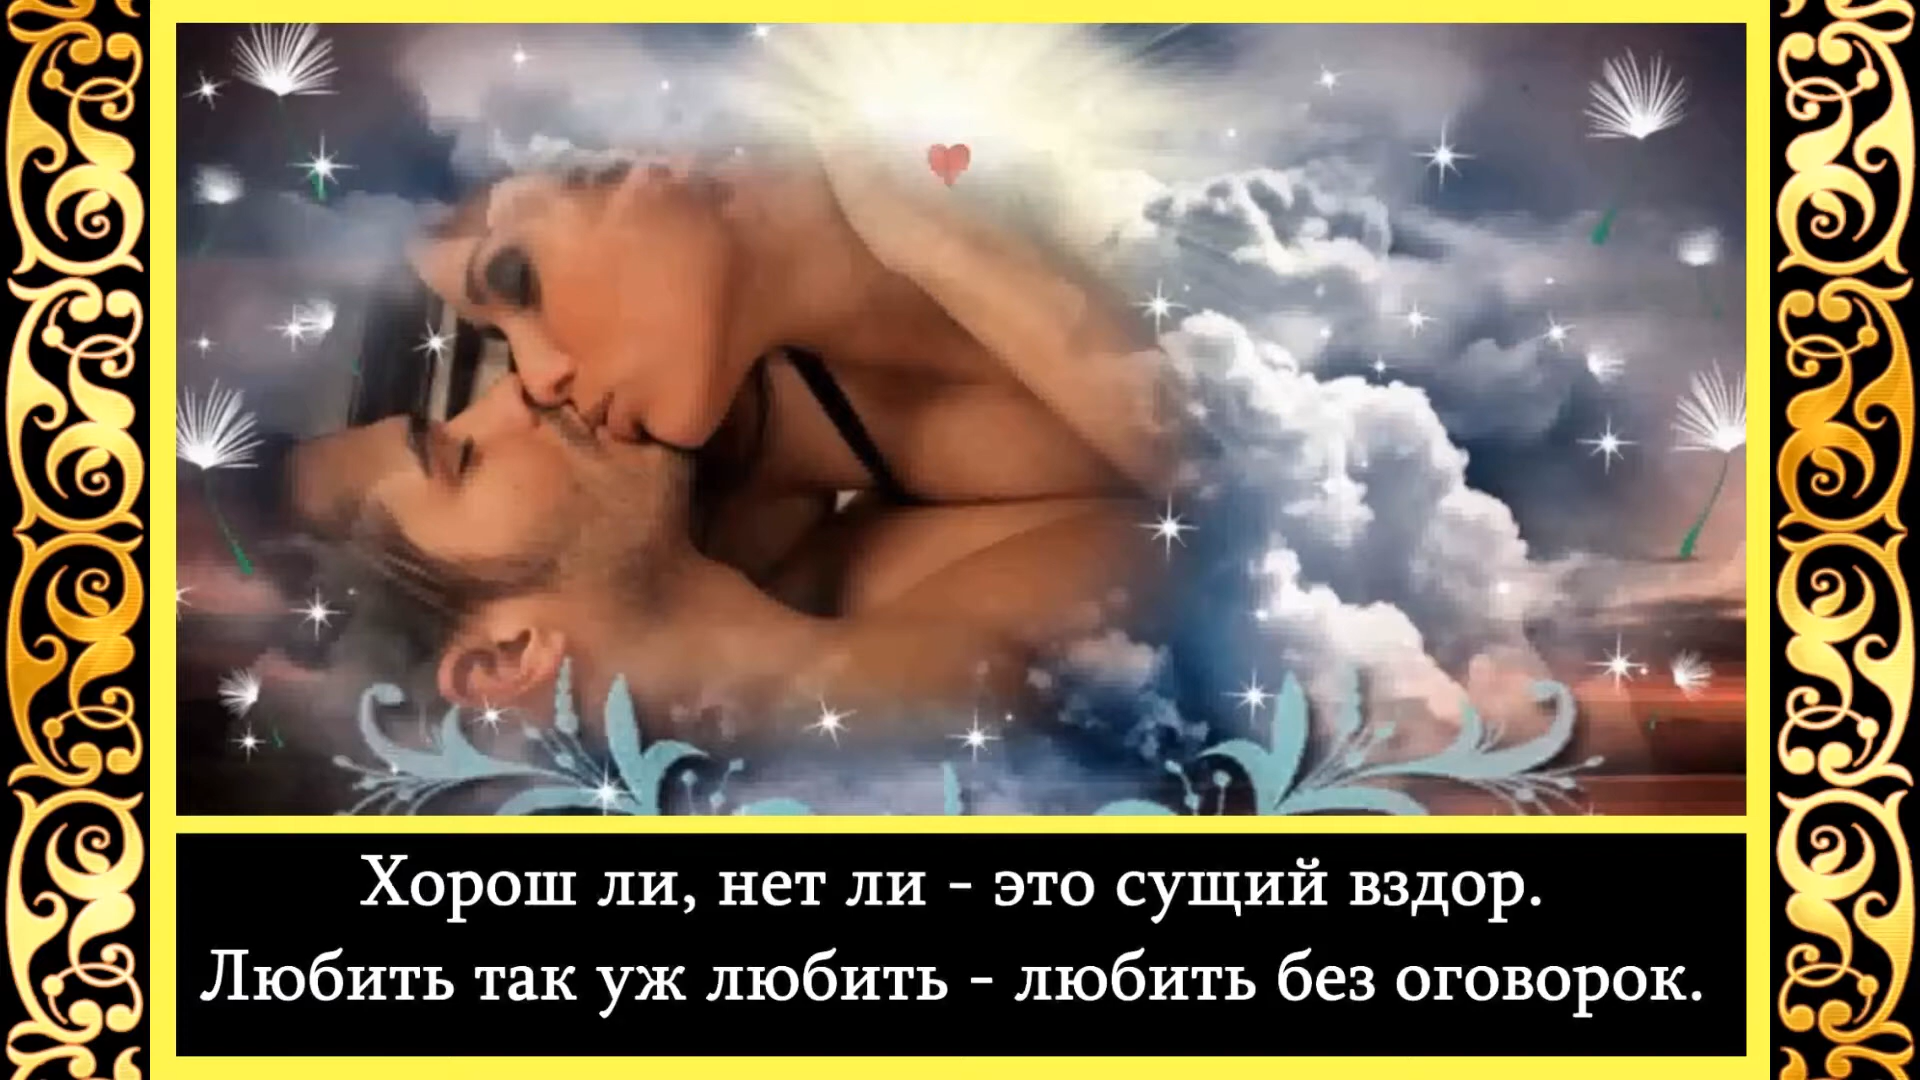 Хорош ли, нет ли - это сущий вздор.
Любить так уж любить - любить без оговорок.